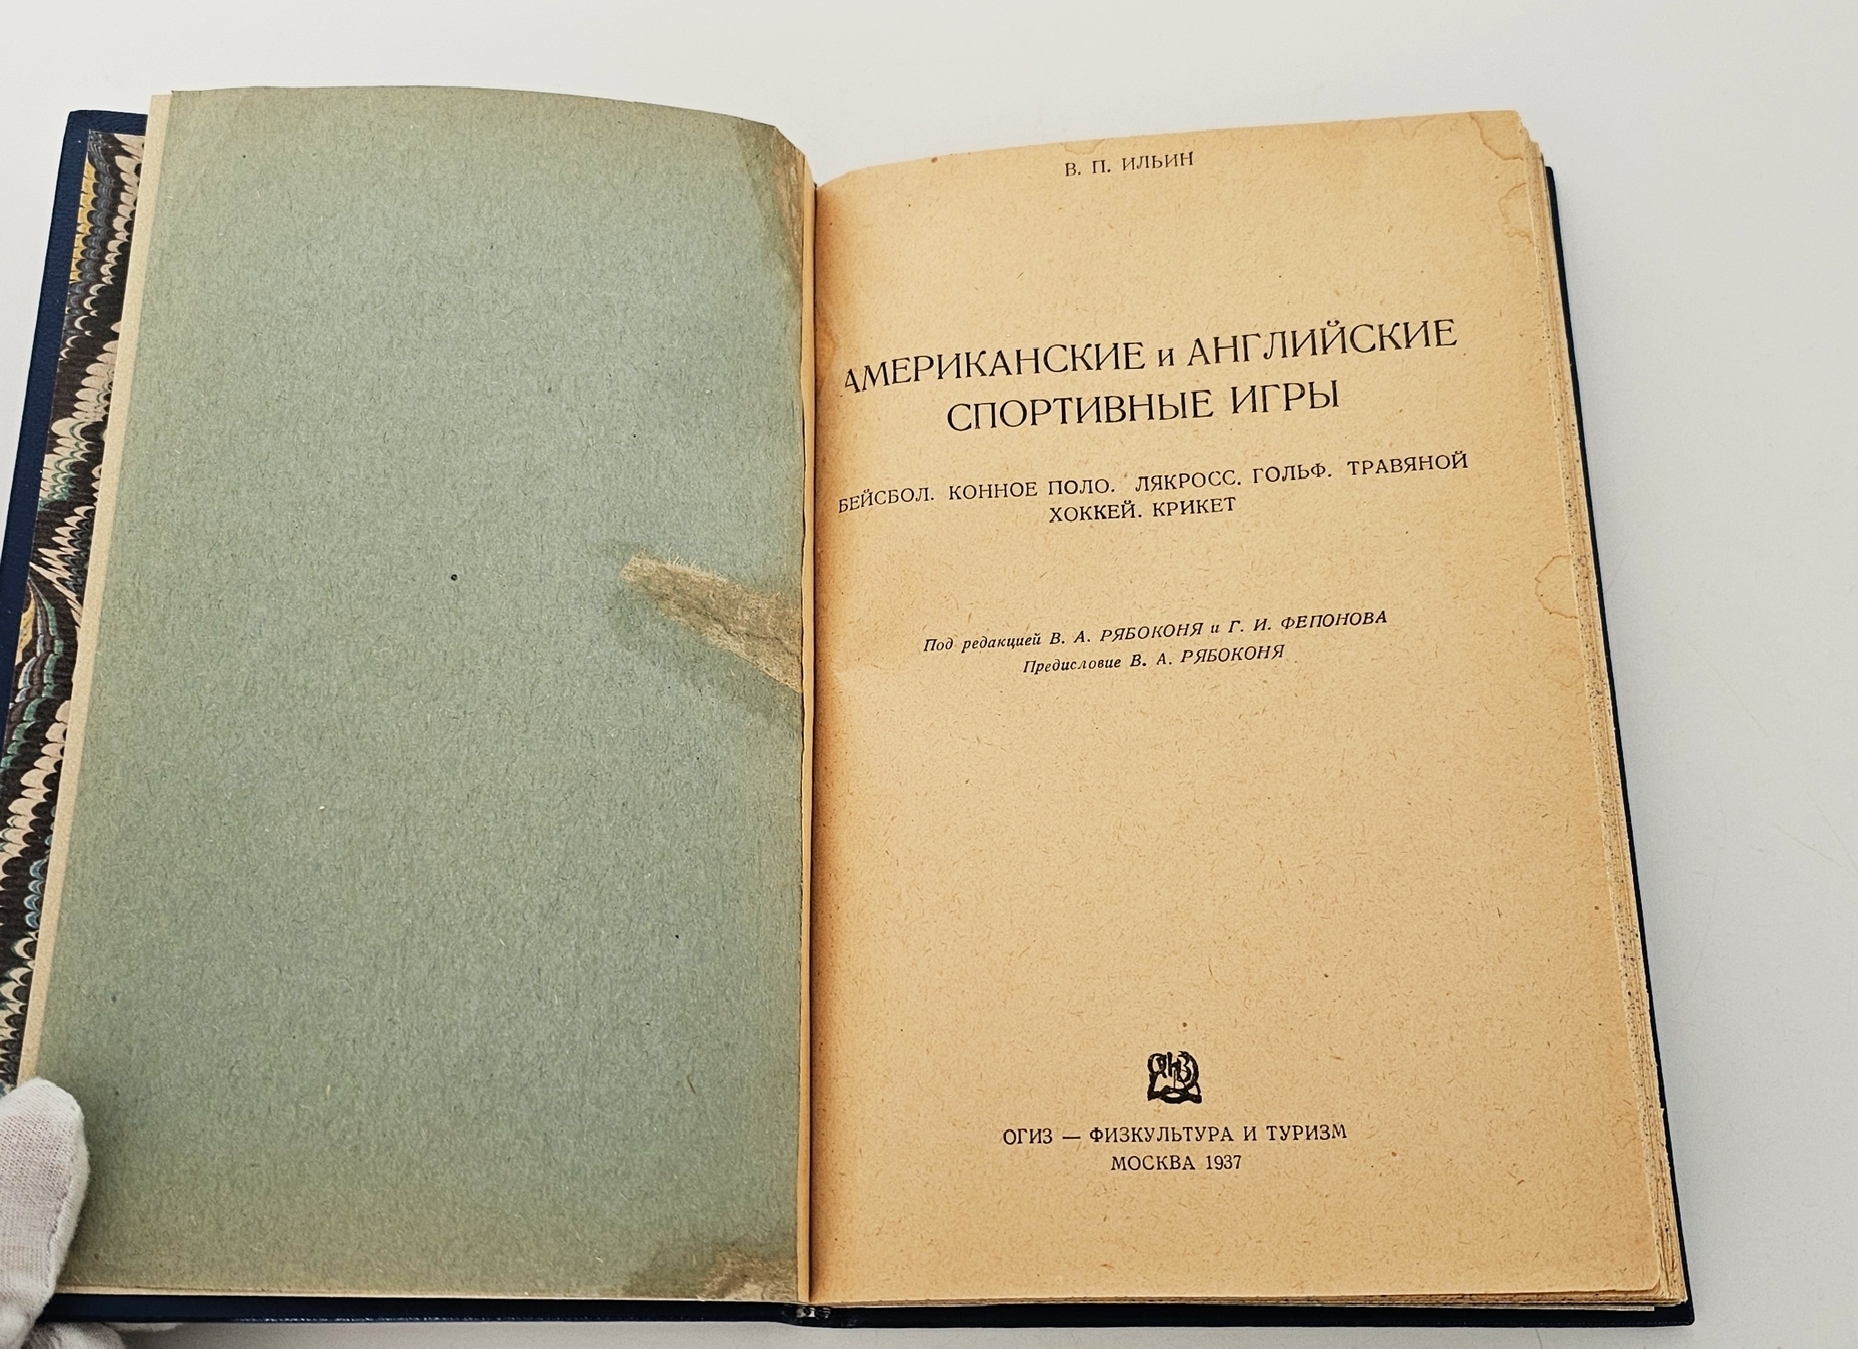 В. П. ИЛЬИН
АМЕРИКАНСКИЕ и АНГЛИЙСКИЕ
СПОРТИВНЫЕ ИГРЫ
БЕЙСБОЛ. КОННОЕ ПОЛО. ЛЯКРОСС. ГОЛЬФ. ТРАВЯНОЙ
ХОККЕЙ. КРИКЕТ
Под редакцией В. А. РЯБОКОНЯ и Г. И. ФЕПОНОВА
Предисловие В. А. РЯБОКОНЯ
ОГИЗ — ФИЗКУЛЬТУРА И ТУРИЗМ
МОСКВА 1937